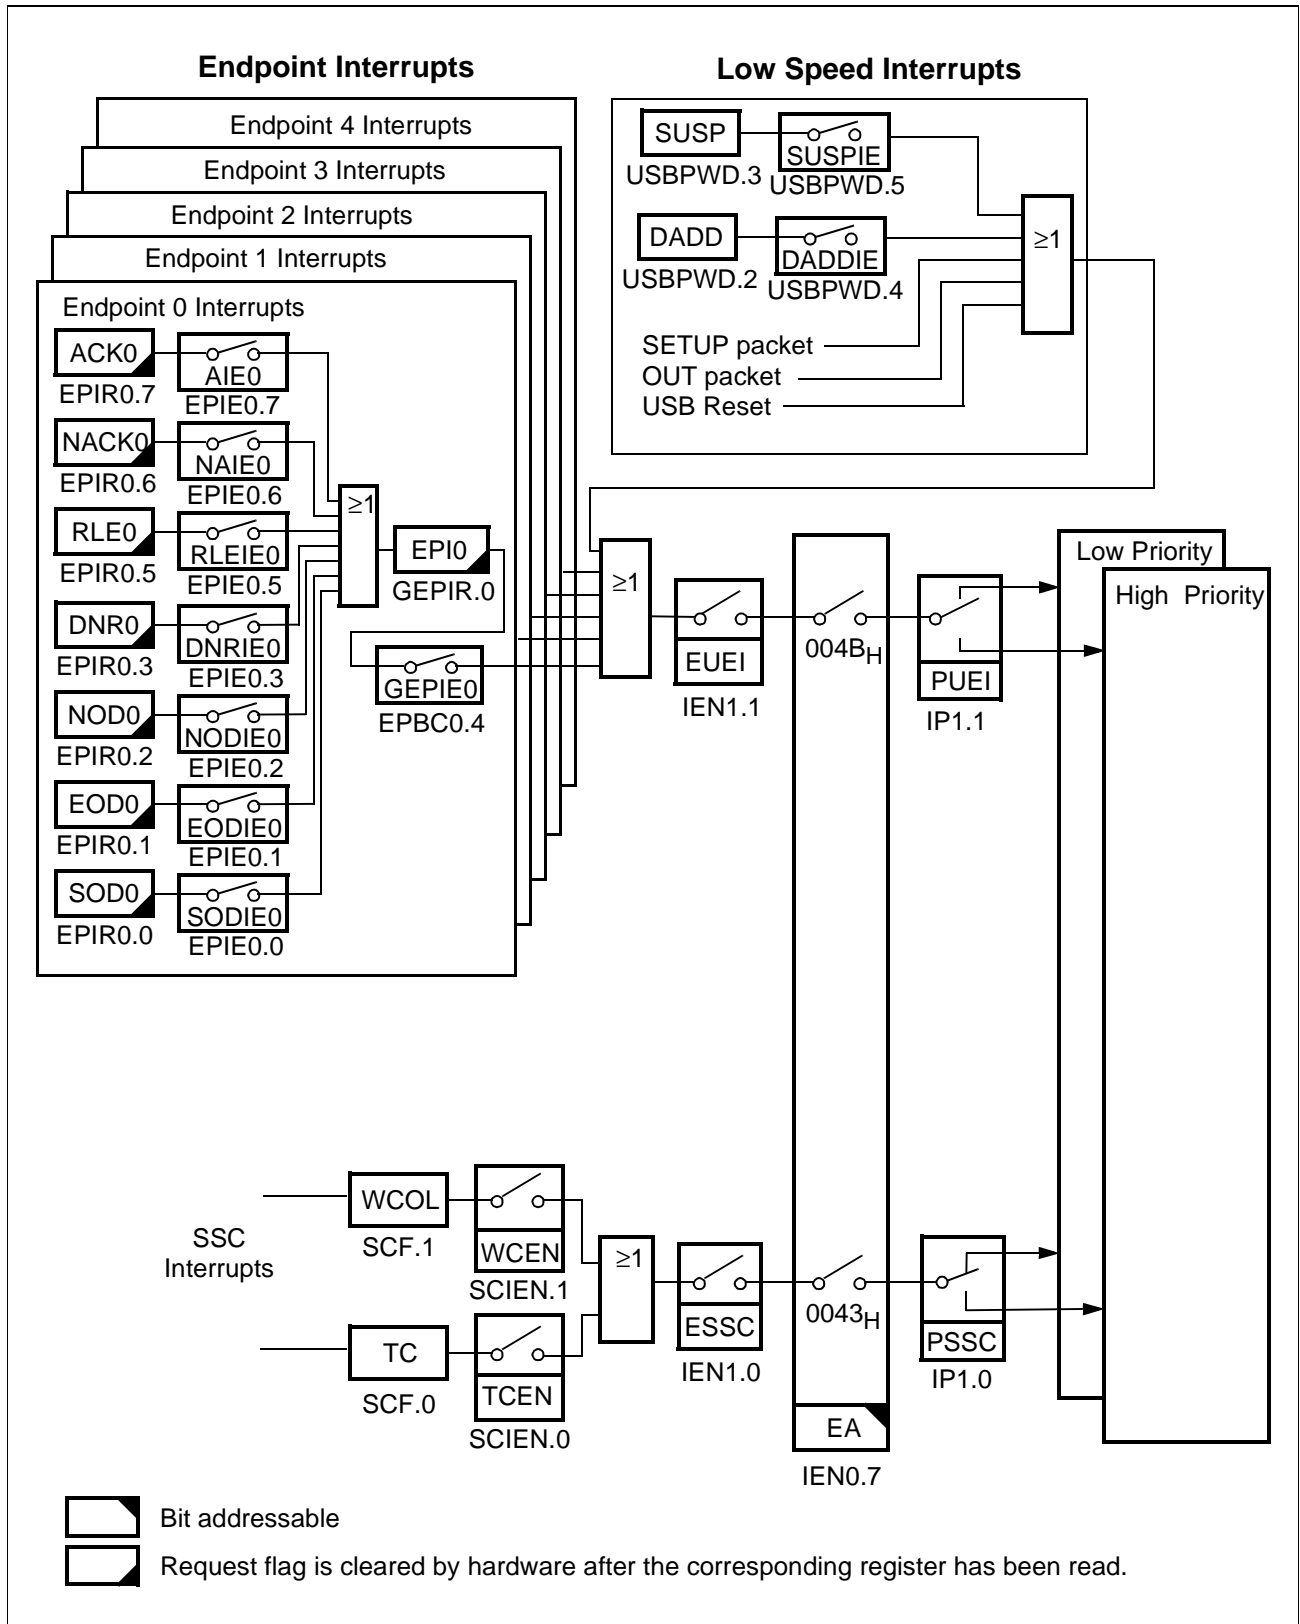 Endpoint Interrupts
Endpoint 4 Interrupts
Endpoint 3 Interrupts
Endpoint 2 Interrupts
Endpoint 1 Interrupts
Endpoint 0 Interrupts
ACK0
AIE0
EPIR0.7
EPIE0.7
NACK0
NAIE0
EPIR0.6
EPIE0.6
RLE0
RLEIE0
EPIR0.5
EPIE0.5
DNR0
DNRIE0
EPIR0.3
EPIE0.3
NOD0
NODIE0
EPIR0.2
EPIE0.2
EOD0
EODIE0
EPIR0.1
EPIE0.1
SOD0
SODIE0
EPIR0.0
EPIE0.0
≥1
EPI0
GEPIR.0
GEPIE0
EPBC0.4
Low Speed Interrupts
SUSP
SUSPIE
USBPWD.3
USBPWD.5
DADD
DADDIE
USBPWD.2
USBPWD.4
SETUP packet
OUT packet
USB Reset
≥1
≥1
EUEI
IEN1.1
004BH
PUEI
IP1.1
Low Priority
High Priority
SSC
Interrupts
WCOL
SCF.1
WCEN
SCIEN.1
TC
SCF.0
TCEN
SCIEN.0
≥1
ESSC
IEN1.0
0043H
PSSC
IP1.0
EA
IEN0.7
Bit addressable
Request flag is cleared by hardware after the corresponding register has been read.